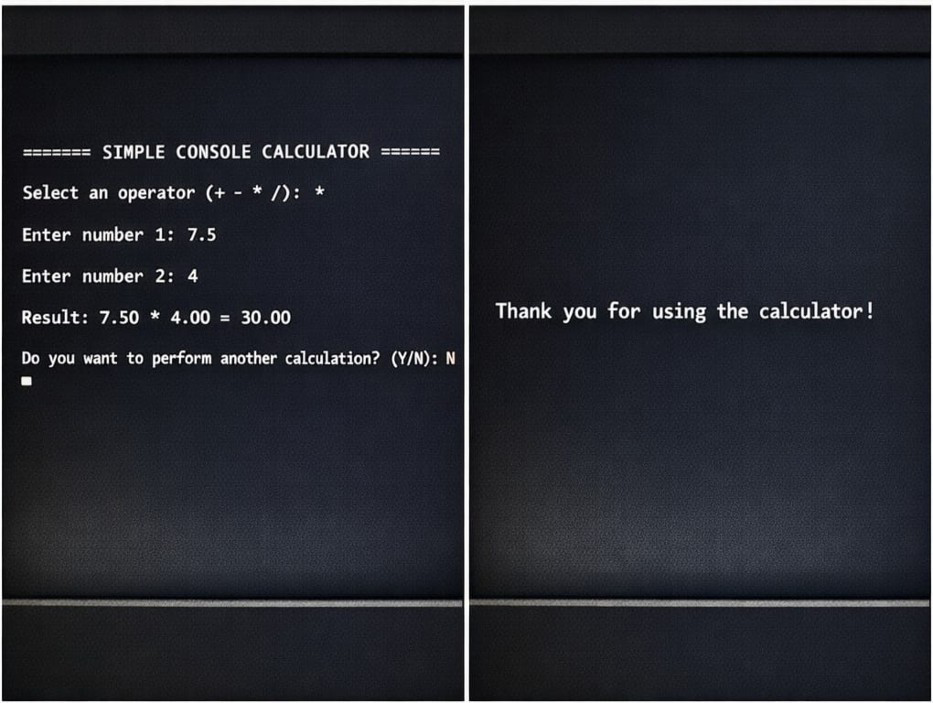 ======= SIMPLE CONSOLE CALCULATOR ======
Select an operator (+ - * /): *
Enter number 1: 7.5
Enter number 2: 4
Result: 7.50 * 4.00 = 30.00
Do you want to perform another calculation? (Y/N): N
Thank you for using the calculator!